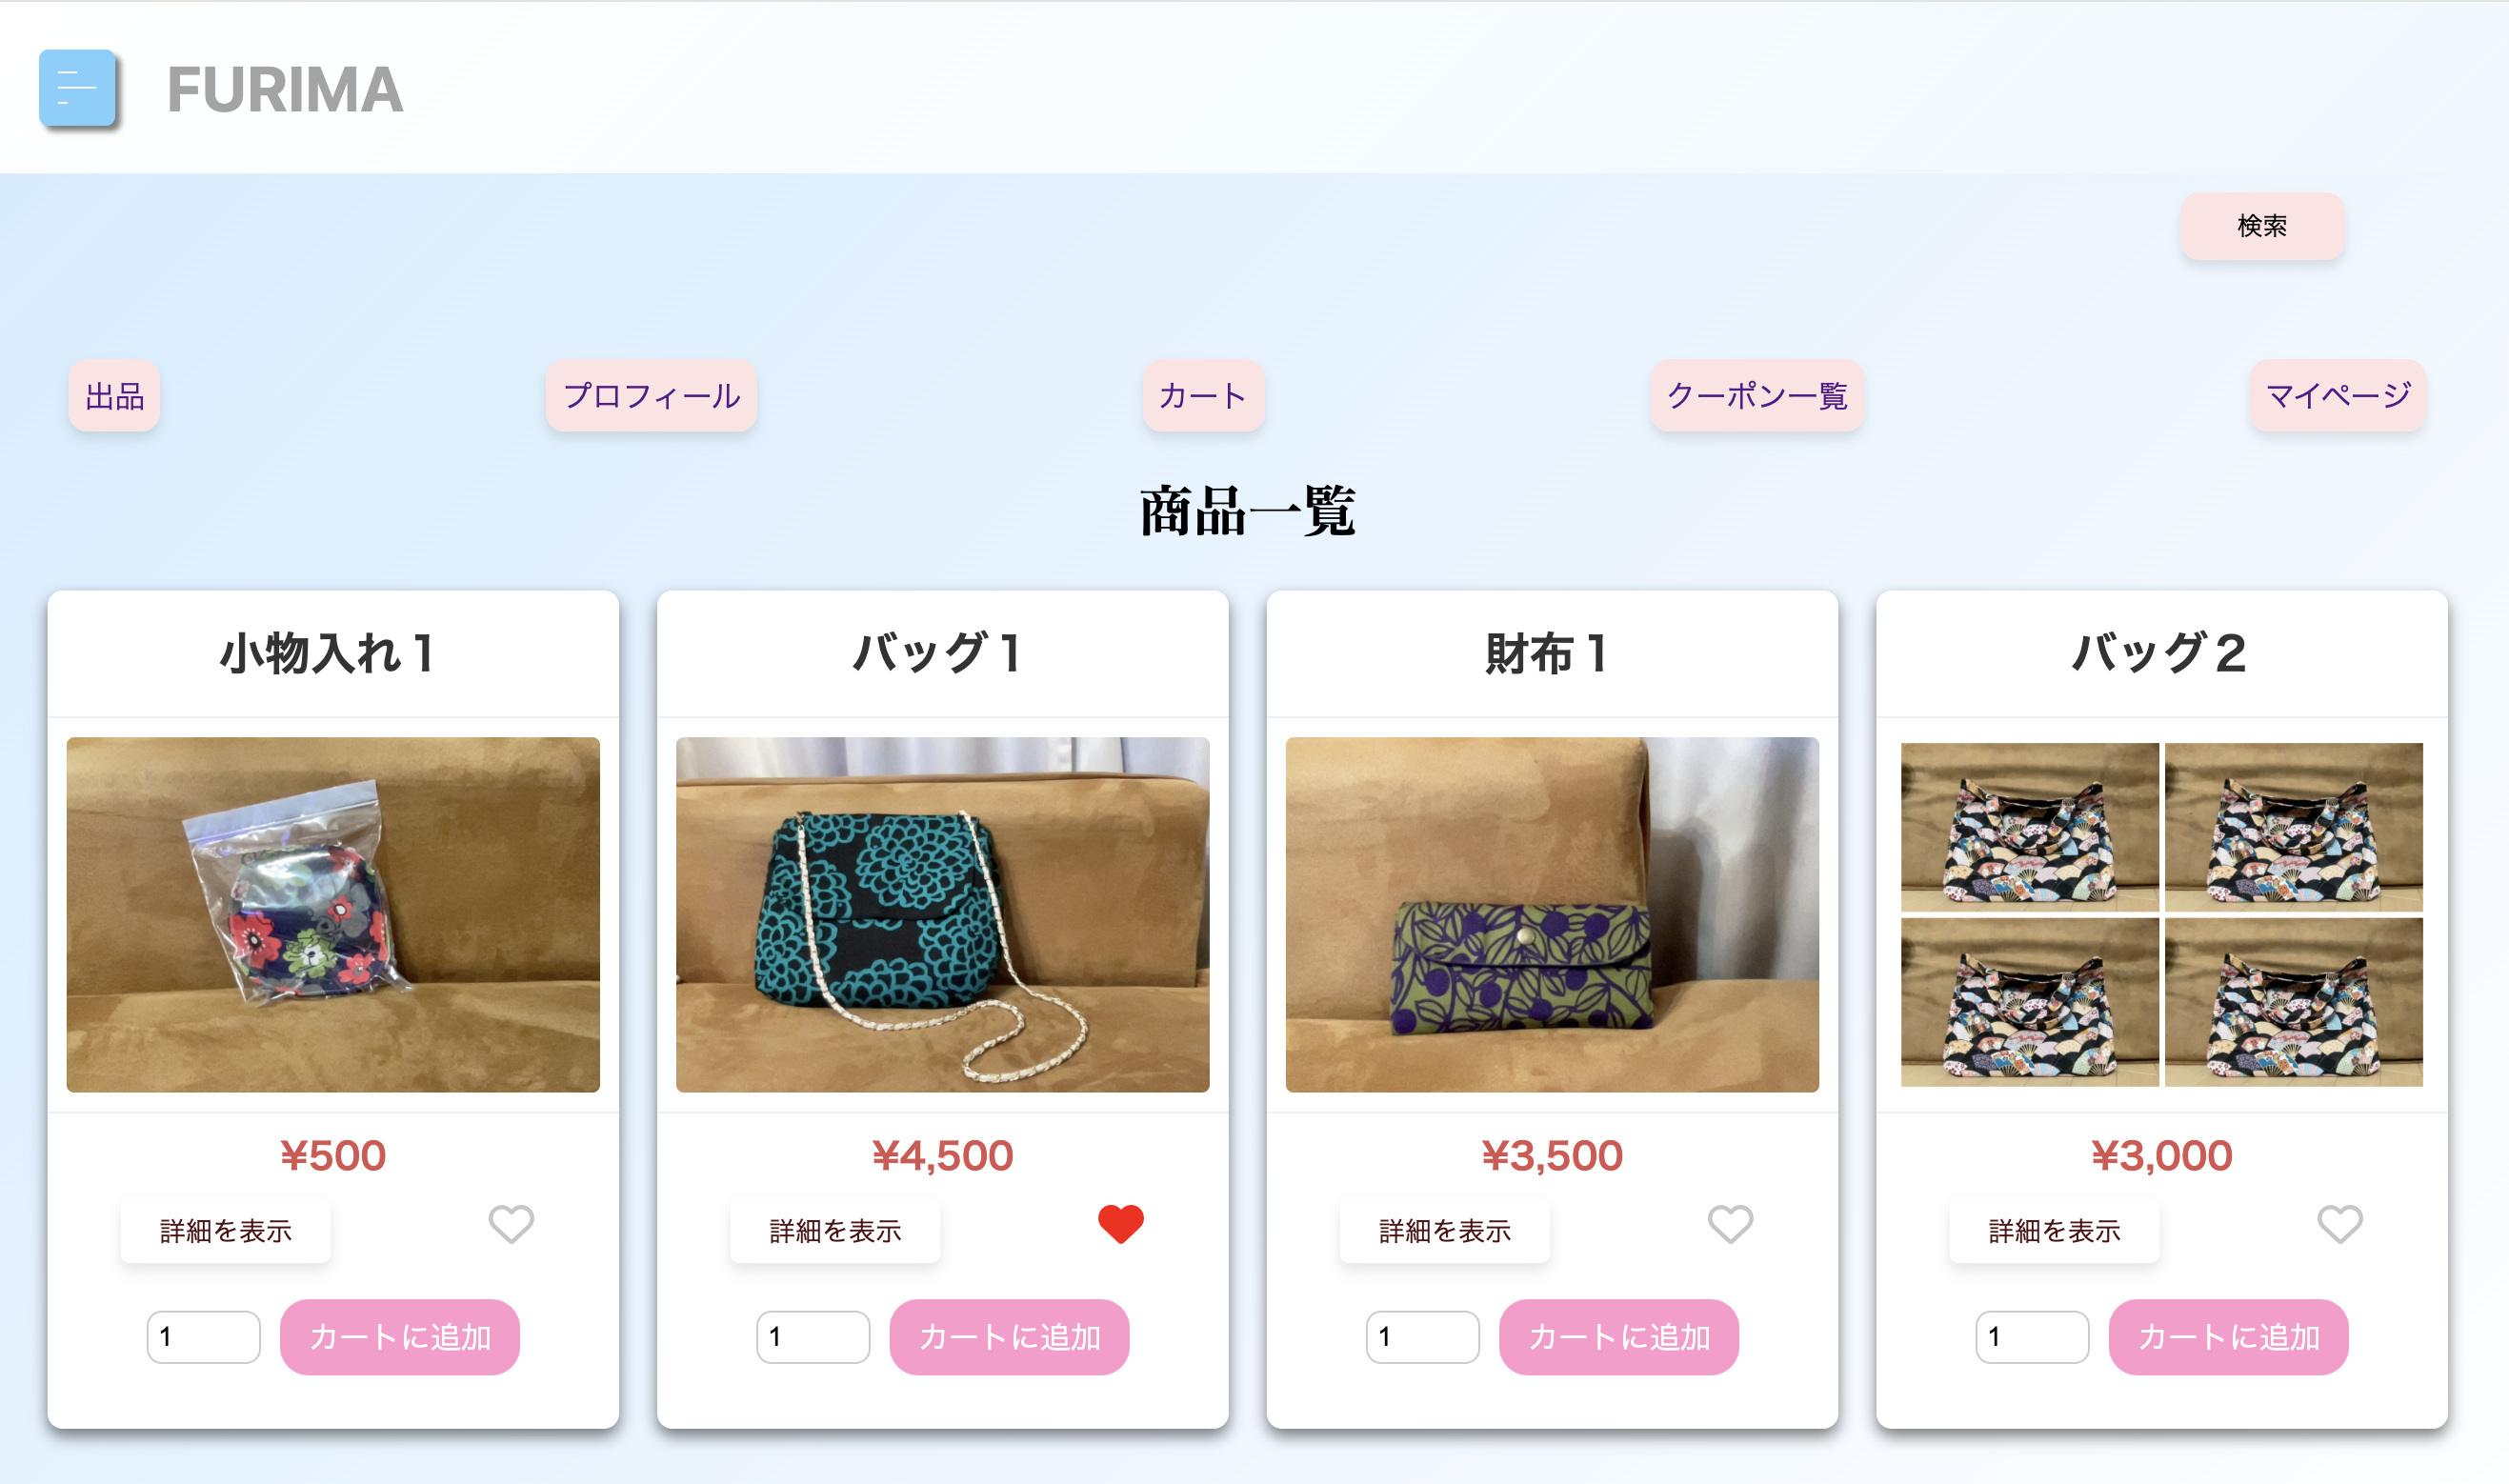 FURIMA
検索
出品
プロフィール
カート
クーポン一覧
マイページ
商品一覧
小物入れ1
バッグ1
財布1
バッグ2
¥500
¥4,500
¥3,500
¥3,000
詳細を表示
詳細を表示
詳細を表示
詳細を表示
1 カートに追加
1 カートに追加
1 カートに追加
1 カートに追加